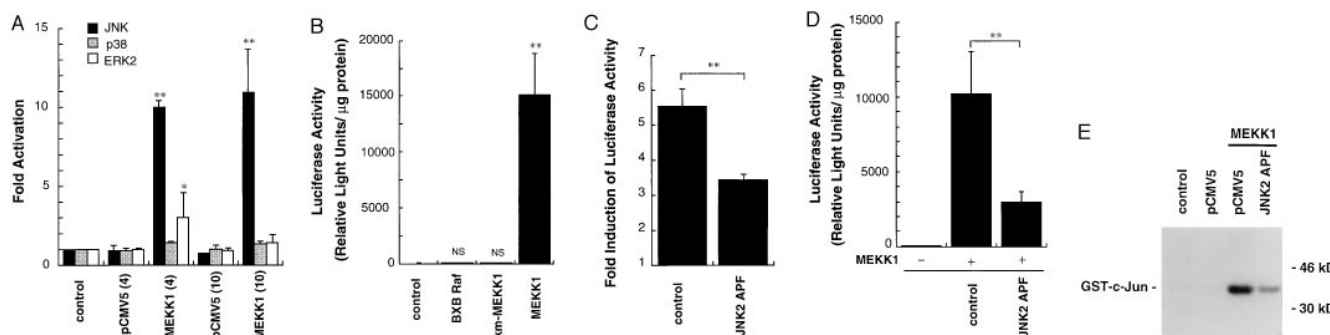 A
15
10
5
0
Fold Activation
JNK
p38
ERK2
**
*
**
control
pCMV5 (4)
MEKK1 (4)
pCMV5 (10)
MEKK1 (10)
B
Luciferase Activity
(Relative Light Units/ μg protein)
20000
15000
10000
5000
0
NS
NS
**
control
BXB Raf
km-MEKK1
MEKK1
C
Fold Induction of Luciferase Activity
7
6
5
4
3
2
1
**
control
JNK2 APF
D
Luciferase Activity
(Relative Light Units/ μg protein)
15000
10000
5000
0
**
MEKK1 – + +
control
JNK2 APF
E
MEKK1
control
pCMV5
pCMV5
JNK2 APF
GST-c-Jun -
- 46 kD
- 30 kD